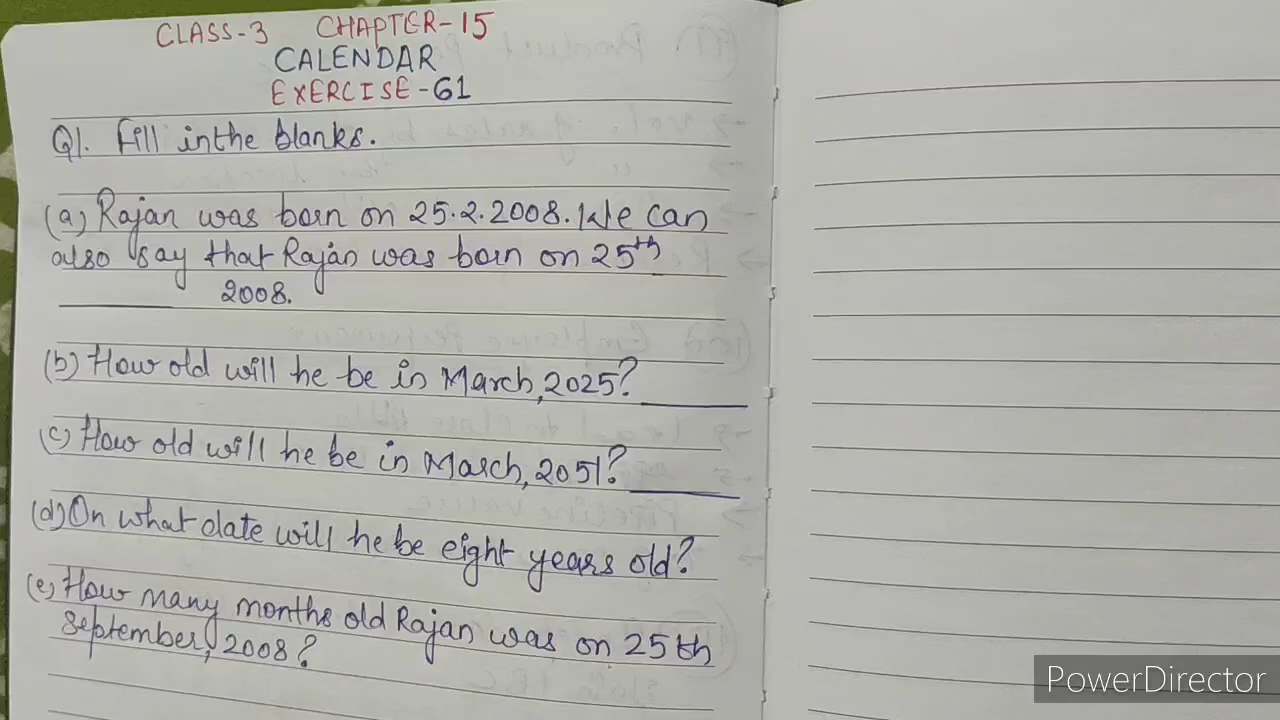 CLASS-3 CHAPTER-15
CALENDAR
EXERCISE-61
Q1. Fill in the blanks.
(a) Rajan was born on 25.2.2008. We can
also say that Rajan was born on 25th
________ 2008.
(b) How old will he be in March, 2025? ________
(c) How old will he be in March, 2051? ________
(d) On what date will he be eight years old?
(e) How many months old Rajan was on 25th
September, 2008?
PowerDirector